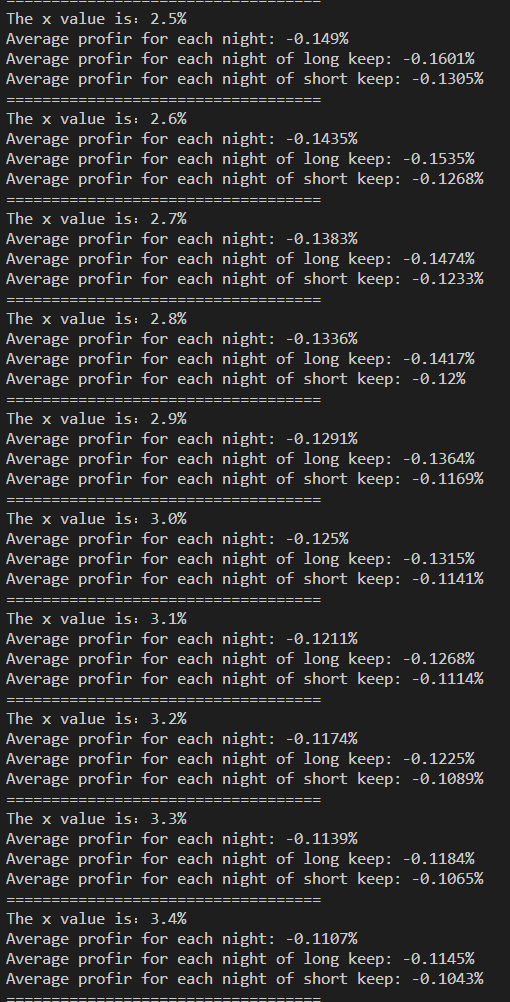 ===================================
The x value is: 2.5%
Average profir for each night: -0.149%
Average profir for each night of long keep: -0.1601%
Average profir for each night of short keep: -0.1305%
===================================
The x value is: 2.6%
Average profir for each night: -0.1435%
Average profir for each night of long keep: -0.1535%
Average profir for each night of short keep: -0.1268%
===================================
The x value is: 2.7%
Average profir for each night: -0.1383%
Average profir for each night of long keep: -0.1474%
Average profir for each night of short keep: -0.1233%
===================================
The x value is: 2.8%
Average profir for each night: -0.1336%
Average profir for each night of long keep: -0.1417%
Average profir for each night of short keep: -0.12%
===================================
The x value is: 2.9%
Average profir for each night: -0.1291%
Average profir for each night of long keep: -0.1364%
Average profir for each night of short keep: -0.1169%
===================================
The x value is: 3.0%
Average profir for each night: -0.125%
Average profir for each night of long keep: -0.1315%
Average profir for each night of short keep: -0.1141%
===================================
The x value is: 3.1%
Average profir for each night: -0.1211%
Average profir for each night of long keep: -0.1268%
Average profir for each night of short keep: -0.1114%
===================================
The x value is: 3.2%
Average profir for each night: -0.1174%
Average profir for each night of long keep: -0.1225%
Average profir for each night of short keep: -0.1089%
===================================
The x value is: 3.3%
Average profir for each night: -0.1139%
Average profir for each night of long keep: -0.1184%
Average profir for each night of short keep: -0.1065%
===================================
The x value is: 3.4%
Average profir for each night: -0.1107%
Average profir for each night of long keep: -0.1145%
Average profir for each night of short keep: -0.1043%
===================================